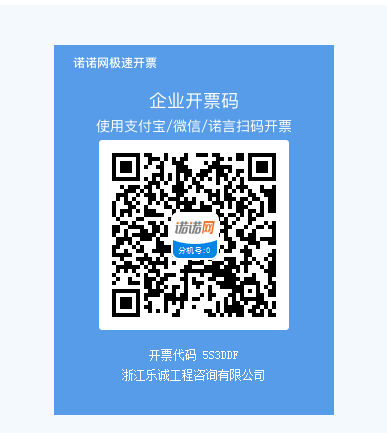 诺诺网极速开票
企业开票码
使用支付宝/微信/诺言扫码开票
诺诺网
分机号:0
开票代码 5S3DDF
浙江乐诚工程咨询有限公司